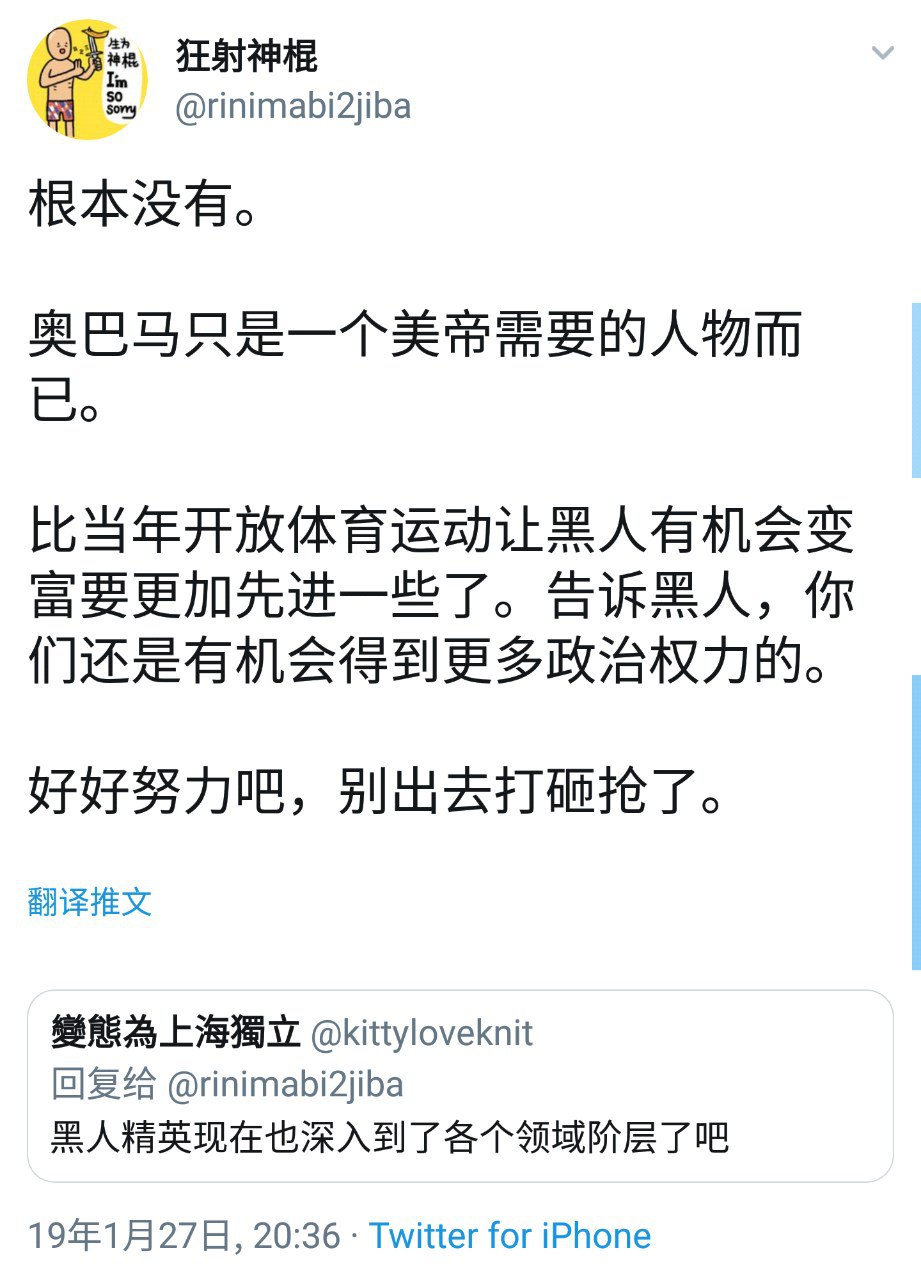 生为
神棍
I'm
so
sorry
狂射神棍
@rinimabi2jiba
根本没有。
奥巴马只是一个美帝需要的人物而
已。
比当年开放体育运动让黑人有机会变
富要更加先进一些了。告诉黑人，你
们还是有机会得到更多政治权力的。
好好努力吧，别出去打砸抢了。
翻译推文
變態為上海獨立 @kittyloveknit
回复给 @rinimabi2jiba
黑人精英现在也深入到了各个领域阶层了吧
19年1月27日, 20:36 · Twitter for iPhone